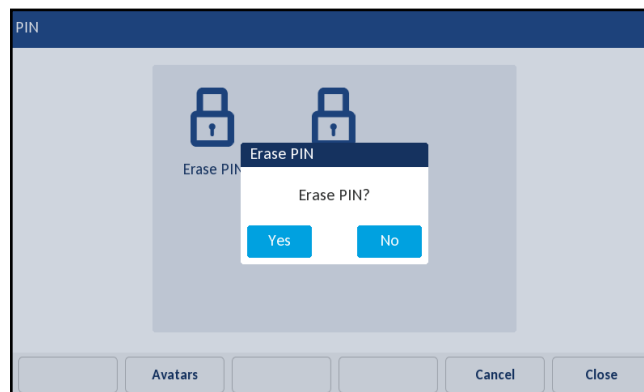 PIN
Erase PIN
Erase PIN
Erase PIN?
Yes
No
Avatars
Cancel
Close